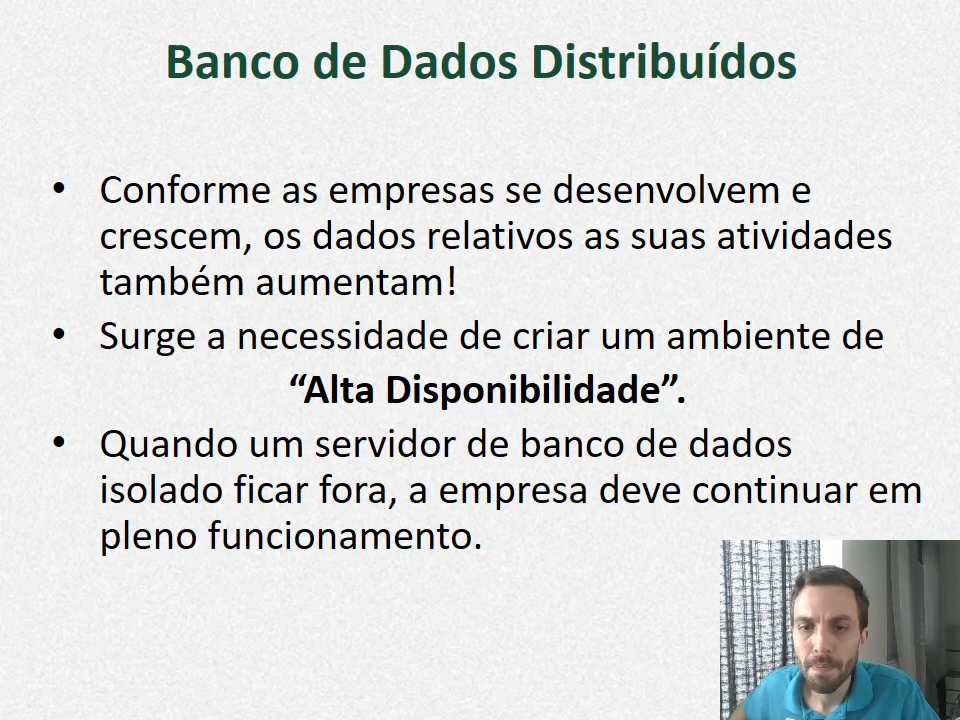 Banco de Dados Distribuídos
• Conforme as empresas se desenvolvem e
crescem, os dados relativos as suas atividades
também aumentam!
• Surge a necessidade de criar um ambiente de
“Alta Disponibilidade”.
• Quando um servidor de banco de dados
isolado ficar fora, a empresa deve continuar em
pleno funcionamento.